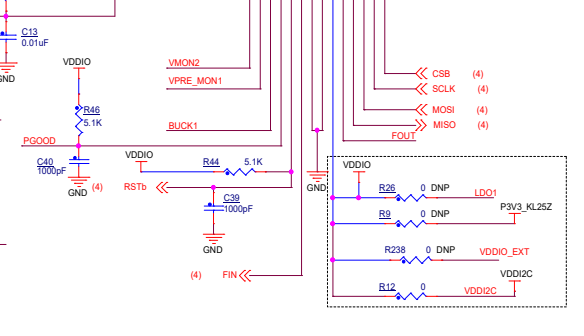 C13
0.01uF
GND
VDDIO
R46
5.1K
PGOOD
C40
1000pF
GND
VMON2
VPRE_MON1
BUCK1
VDDIO
R44 5.1K
(4) RSTb
C39
1000pF
GND
(4) FIN
GND
CSB (4)
SCLK (4)
MOSI (4)
MISO (4)
FOUT
VDDIO
R26 0 DNP LDO1
P3V3_KL25Z
R9 0 DNP
R238 0 DNP VDDIO_EXT
VDDI2C
R12 0 VDDI2C